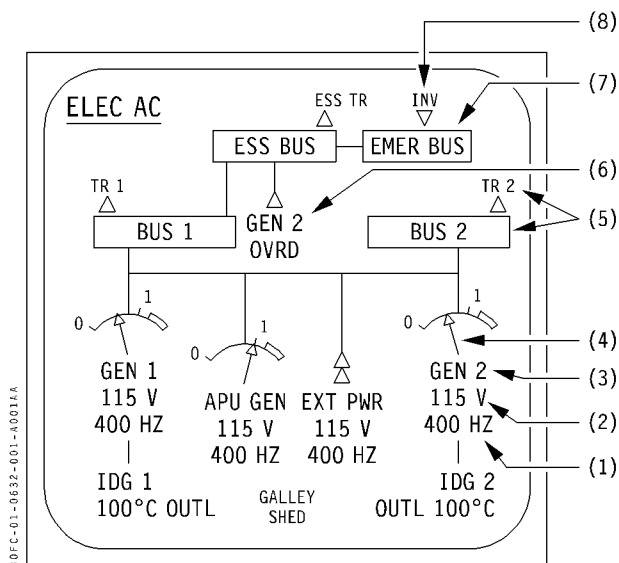 (8)
ESS TR INV
(7)
ELEC AC
ESS BUS EMER BUS
(6)
TR 1 TR 2
GEN 2
OVRD
(5)
BUS 1 BUS 2
0 1
0 1
0 1
(4)
GEN 1 GEN 2
(3)
115 V APU GEN EXT PWR 115 V
(2)
400 HZ 115 V 115 V 400 HZ
(1)
400 HZ 400 HZ
IDG 1 IDG 2
100°C OUTL GALLEY OUTL 100°C
SHED
0FC-01-0632-001-A001AA